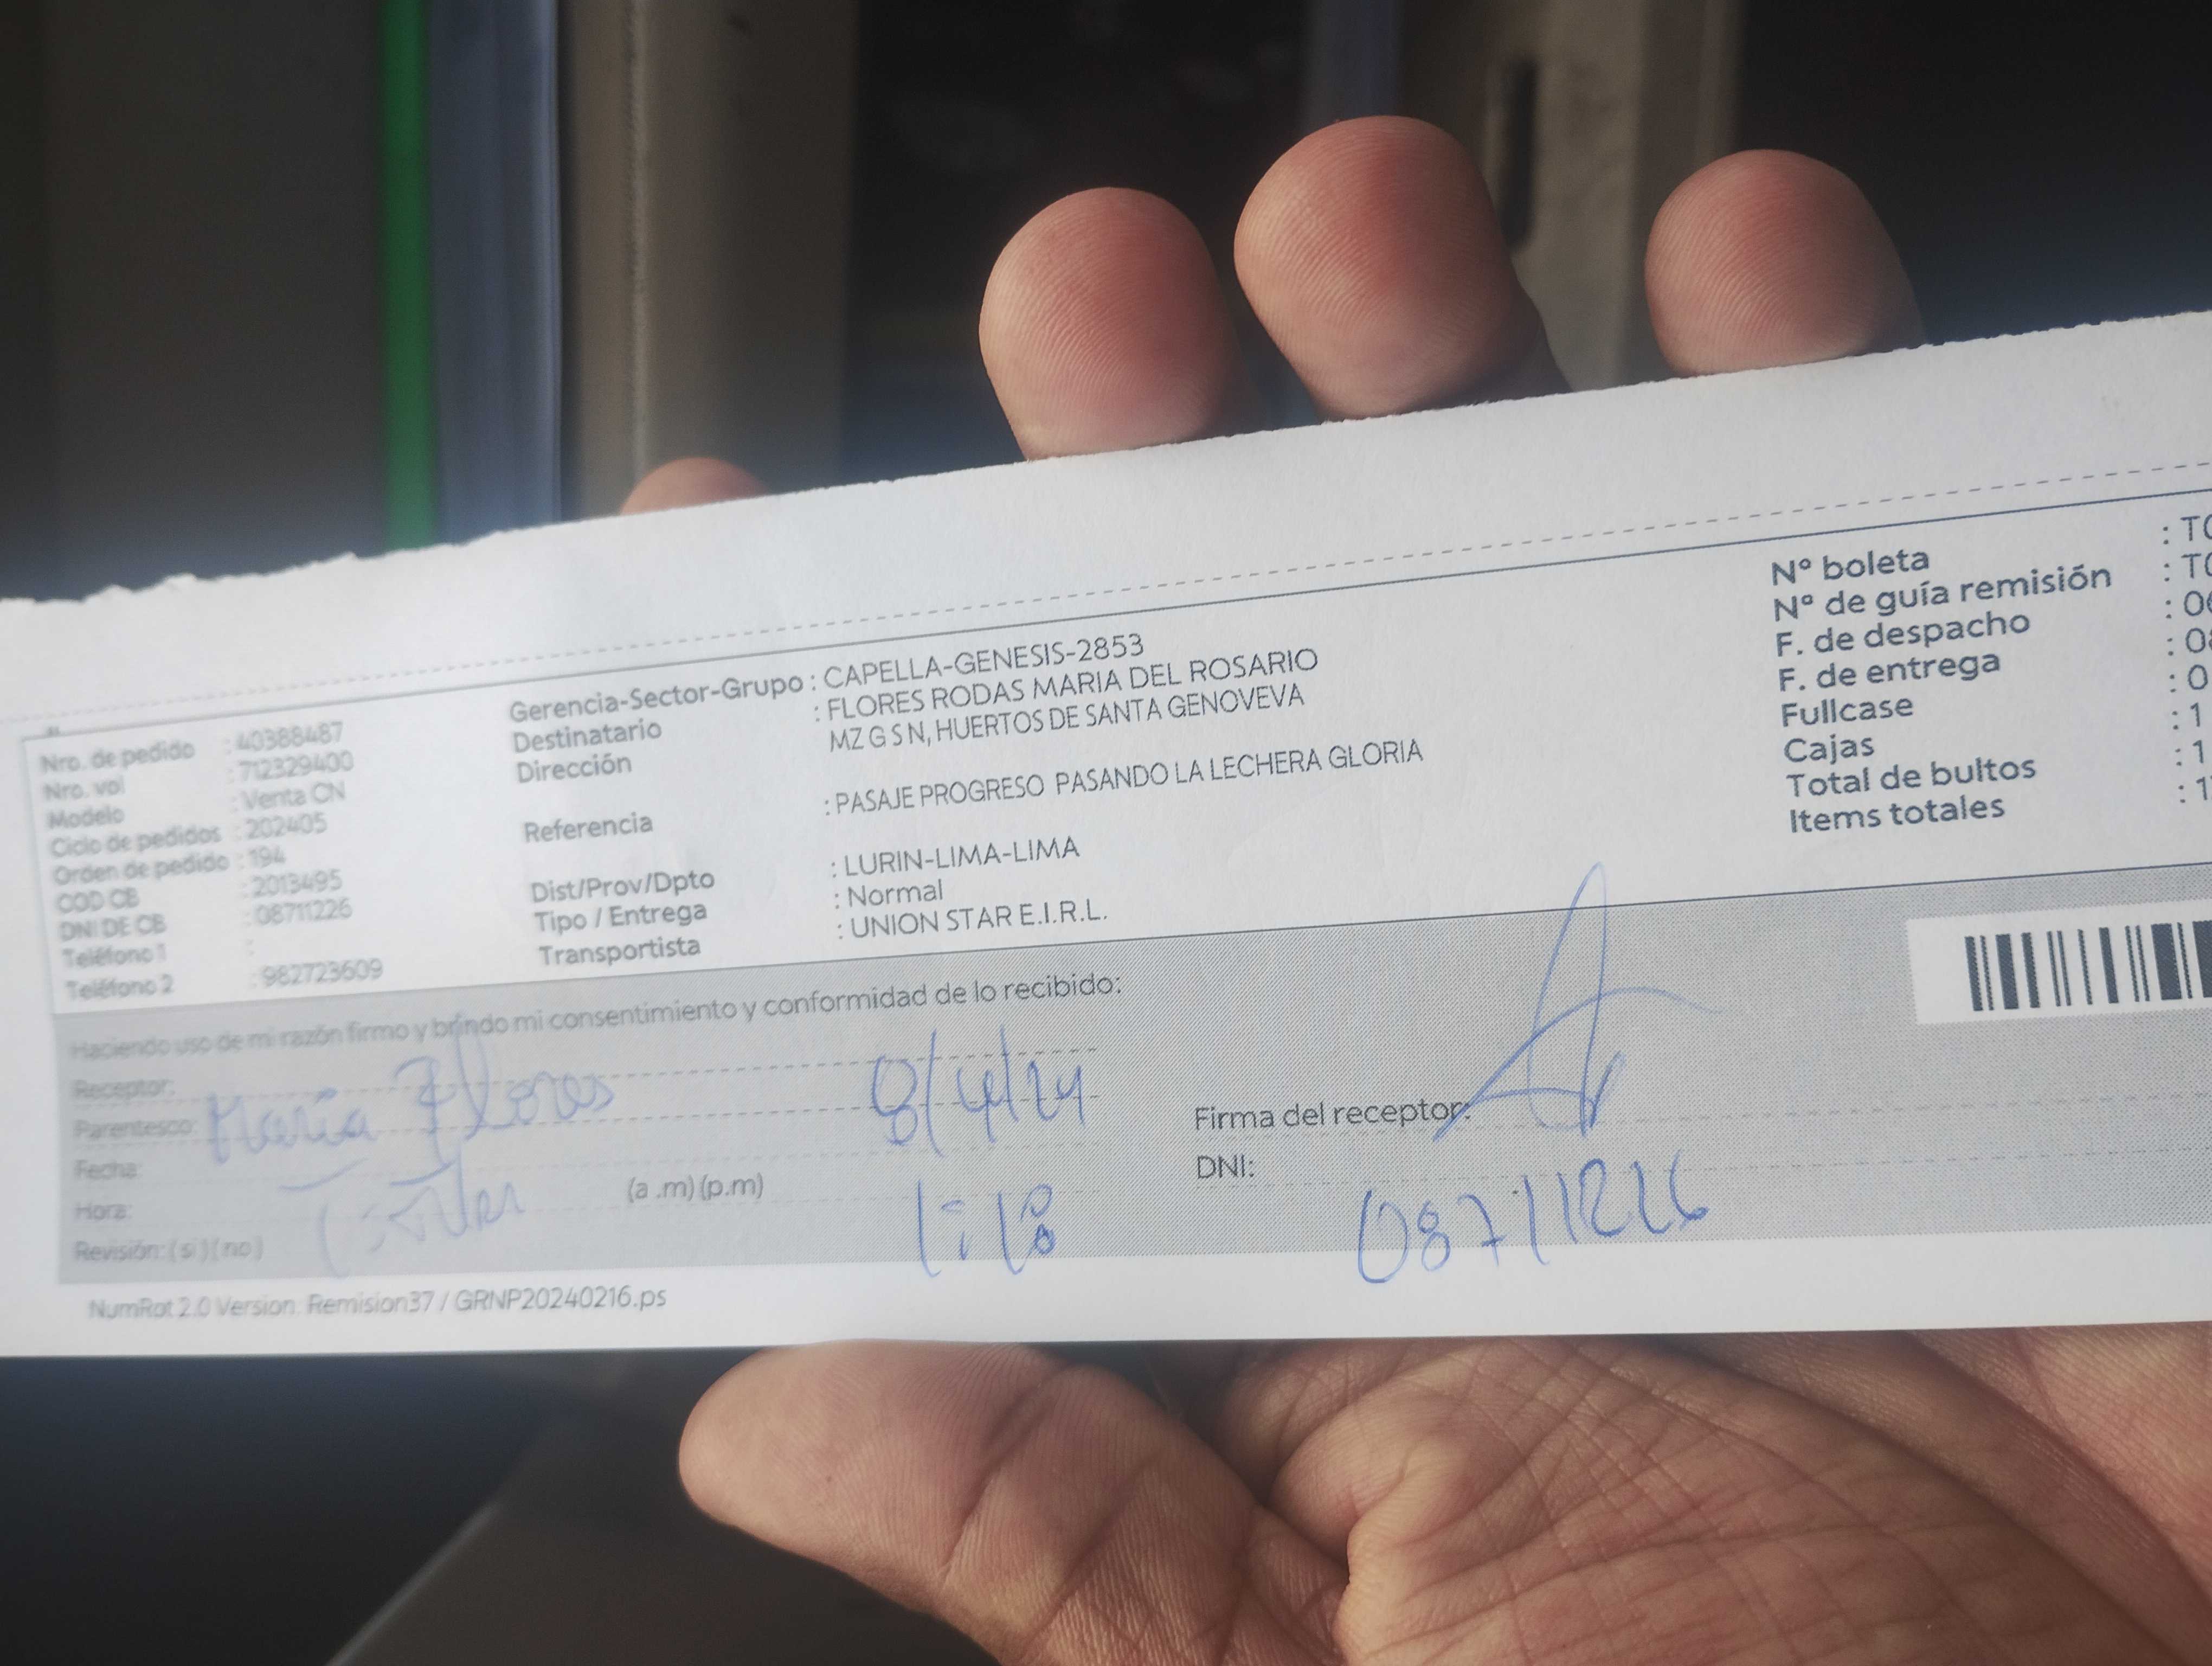 Nro. de pedido : 40388487
Nro. vol : 712329400
Modelo : Venta CN
Ciclo de pedidos : 202405
Orden de pedido : 194
COD CB : 2013495
DNI DE CB : 08711226
Teléfono 1 :
Teléfono 2 : 982723609
Gerencia-Sector-Grupo : CAPELLA-GENESIS-2853
Destinatario : FLORES RODAS MARIA DEL ROSARIO
Dirección MZ G S N, HUERTOS DE SANTA GENOVEVA
Referencia : PASAJE PROGRESO PASANDO LA LECHERA GLORIA
Dist/Prov/Dpto : LURIN-LIMA-LIMA
Tipo / Entrega : Normal
Transportista : UNION STAR E.I.R.L.
N° boleta : T
N° de guía remisión : T
F. de despacho : 0
F. de entrega : 0
Fullcase : 0
Cajas : 1
Total de bultos : 1
Items totales : 1
Haciendo uso de mi razón firmo y brindo mi consentimiento y conformidad de lo recibido:
Receptor:
Parentesco: Maria Flores 8/4/24
Fecha:
Hora: (a .m) (p.m) 1:18
Revisión: ( si ) ( no )
Firma del receptor:
DNI: 08711226
NumRot 2.0 Version. Remision37 / GRNP20240216.ps